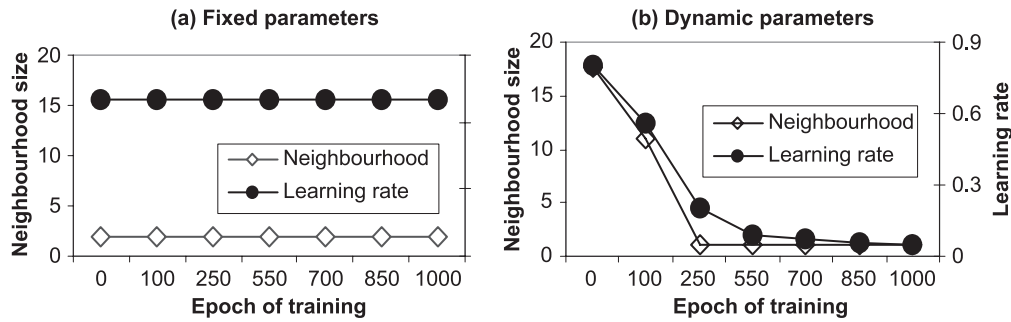 (a) Fixed parameters
Neighbourhood size
20
15
10
5
0
Neighbourhood
Learning rate
0 100 250 550 700 850 1000
Epoch of training
(b) Dynamic parameters
Neighbourhood size
20
15
10
5
0
Neighbourhood
Learning rate
0.9
0.6
0.3
0
Learning rate
0 100 250 550 700 850 1000
Epoch of training